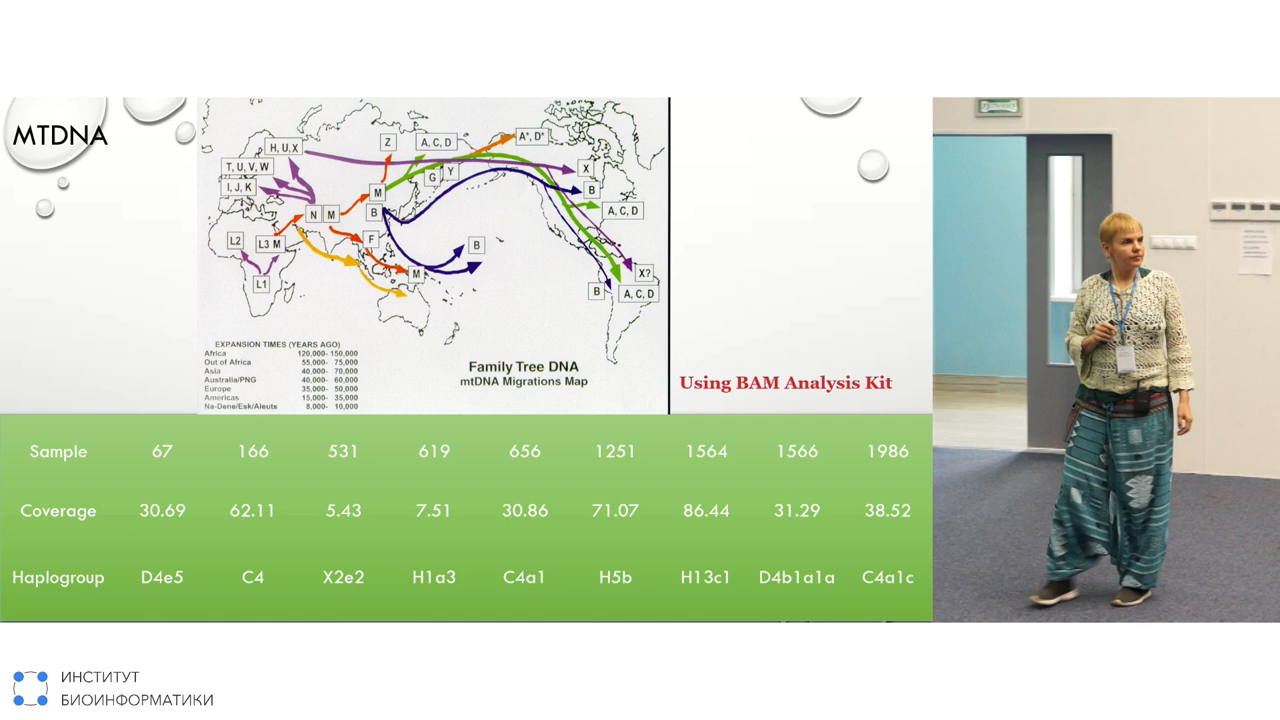 MTDNA
H, U,X
T, U, V, W
I, J, K
Z
A, C, D
A*, D*
G
Y
X
B
A, C, D
M
B
N
M
L2
L3 M
L1
F
B
M
X?
B
A, C, D
EXPANSION TIMES (YEARS AGO)
Africa 120,000- 150,000
Out of Africa 55,000- 75,000
Asia 40,000- 70,000
Australia/PNG 40,000- 60,000
Europe 35,000- 50,000
Americas 15,000- 35,000
Na-Dene/Esk/Aleuts 8,000- 10,000
Family Tree DNA
mtDNA Migrations Map
Using BAM Analysis Kit
Sample 67 166 531 619 656 1251 1564 1566 1986
Coverage 30.69 62.11 5.43 7.51 30.86 71.07 86.44 31.29 38.52
Haplogroup D4e5 C4 X2e2 H1a3 C4a1 H5b H13c1 D4b1a1a C4a1c
ИНСТИТУТ
БИОИНФОРМАТИКИ